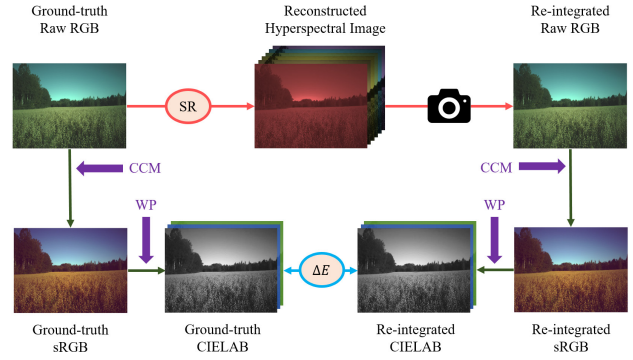 Ground-truth
Raw RGB
Reconstructed
Hyperspectral Image
Re-integrated
Raw RGB
SR
CCM
CCM
WP
WP
ΔE
Ground-truth
sRGB
Ground-truth
CIELAB
Re-integrated
CIELAB
Re-integrated
sRGB